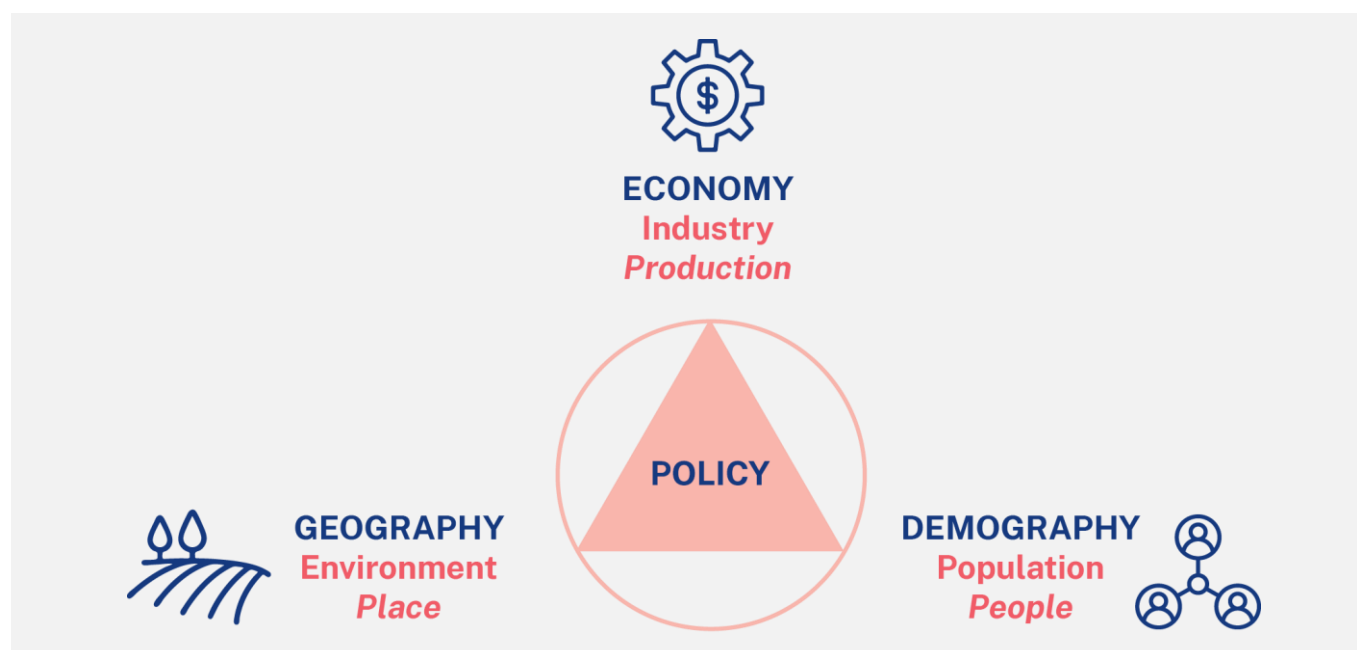 $
ECONOMY
Industry
Production
POLICY
GEOGRAPHY
Environment
Place
DEMOGRAPHY
Population
People